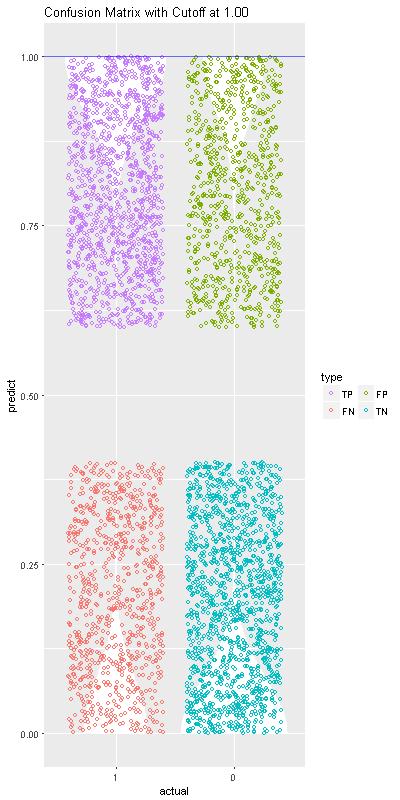 Confusion Matrix with Cutoff at 1.00
1.00
0.75
0.50
0.25
0.00
predict
1 0
actual
type
TP FP
FN TN